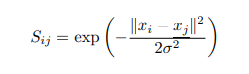 S_{ij} = \exp\left(-\frac{\|x_i - x_j\|^2}{2\sigma^2}\right)